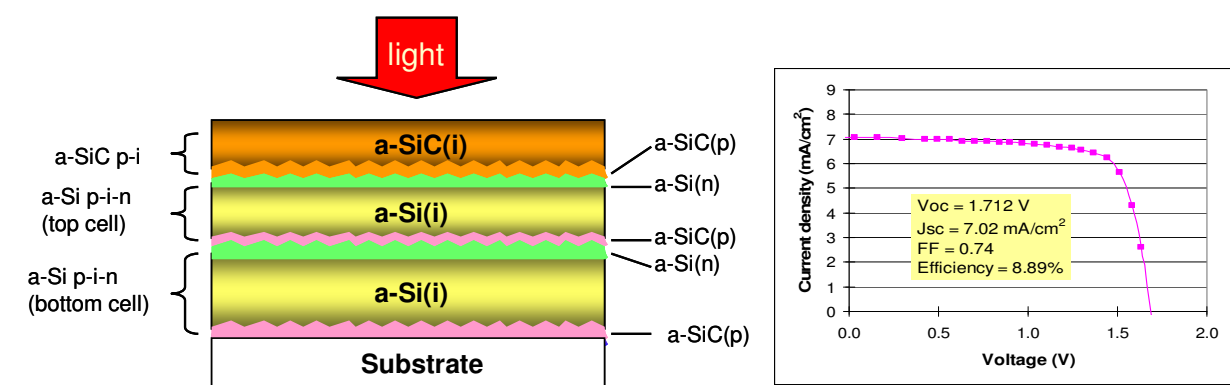 light
a-SiC(i)
a-SiC p-i
a-SiC(p)
a-Si(n)
a-Si p-i-n
(top cell)
a-Si(i)
a-SiC(p)
a-Si(n)
a-Si p-i-n
(bottom cell)
a-Si(i)
a-SiC(p)
Substrate
Current density (mA/cm²)
9
8
7
6
5
4
3
2
1
0
Voc = 1.712 V
Jsc = 7.02 mA/cm²
FF = 0.74
Efficiency = 8.89%
0.0 0.5 1.0 1.5 2.0
Voltage (V)